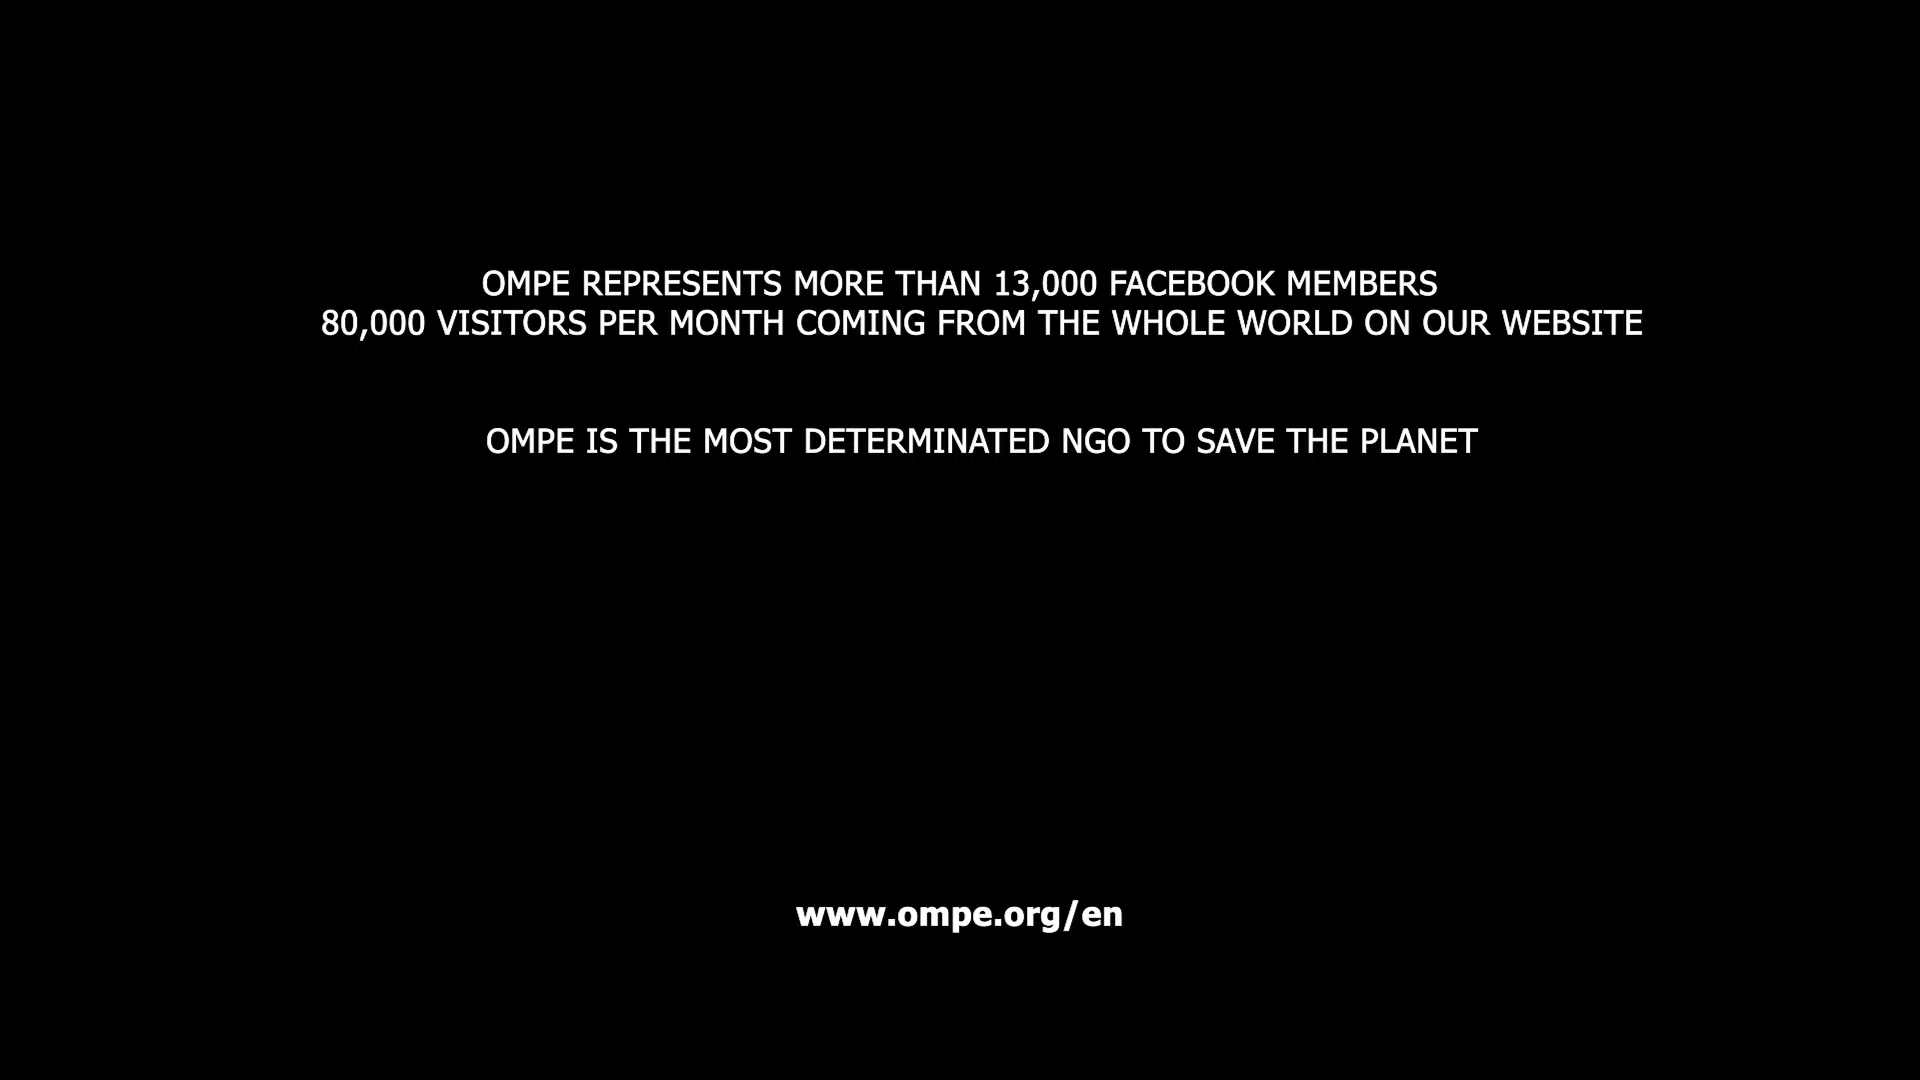 OMPE REPRESENTS MORE THAN 13,000 FACEBOOK MEMBERS
80,000 VISITORS PER MONTH COMING FROM THE WHOLE WORLD ON OUR WEBSITE
OMPE IS THE MOST DETERMINATED NGO TO SAVE THE PLANET
www.ompe.org/en